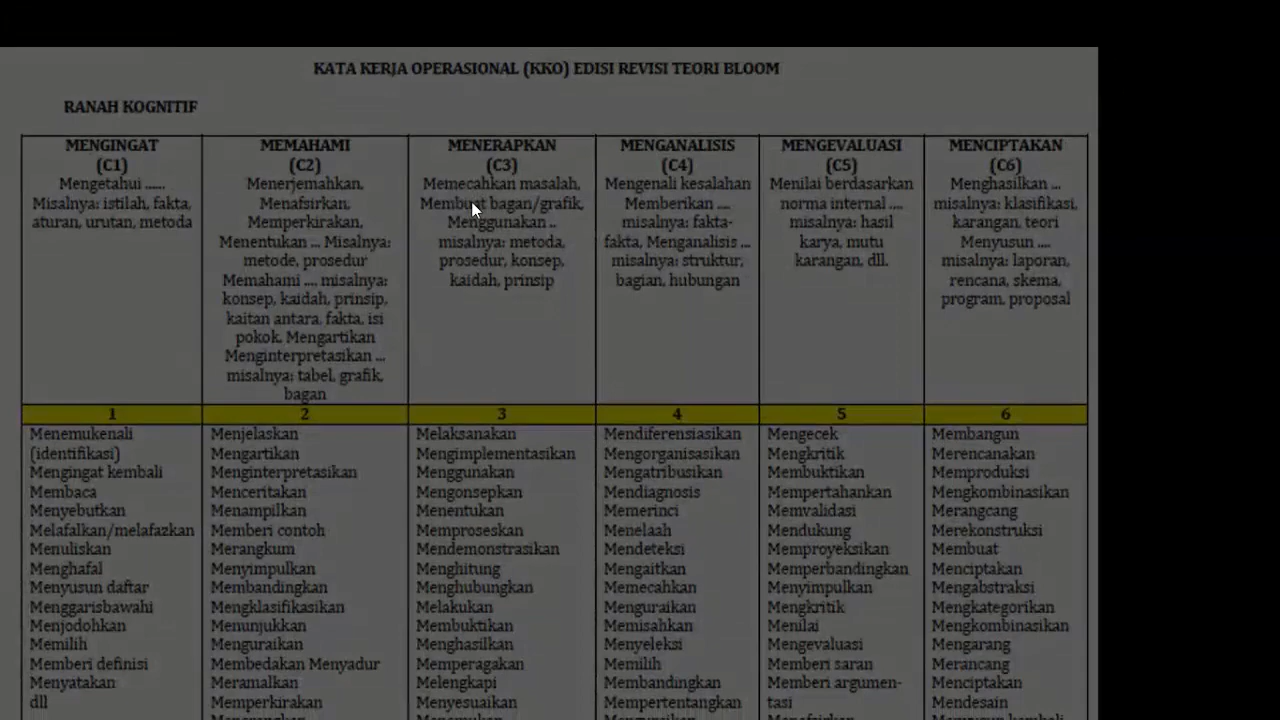 KATA KERJA OPERASIONAL (KKO) EDISI REVISI TEORI BLOOM
RANAH KOGNITIF
MENGINGAT
(C1)
Mengetahui ......
Misalnya: istilah, fakta,
aturan, urutan, metoda
MEMAHAMI
(C2)
Menerjemahkan,
Menafsirkan,
Memperkirakan,
Menentukan ... Misalnya:
metode, prosedur
Memahami .... misalnya:
konsep, kaidah, prinsip,
kaitan antara, fakta, isi
pokok. Mengartikan
Menginterpretasikan ...
misalnya: tabel, grafik,
bagan
MENERAPKAN
(C3)
Memecahkan masalah,
Membuat bagan/grafik,
Menggunakan ..
misalnya: metoda,
prosedur, konsep,
kaidah, prinsip
MENGANALISIS
(C4)
Mengenali kesalahan
Memberikan ....
misalnya: fakta-
fakta, Menganalisis ...
misalnya: struktur,
bagian, hubungan
MENGEVALUASI
(C5)
Menilai berdasarkan
norma internal ....
misalnya: hasil
karya, mutu
karangan, dll.
MENCIPTAKAN
(C6)
Menghasilkan ...
misalnya: klasifikasi,
karangan, teori
Menyusun ....
misalnya: laporan,
rencana, skema,
program, proposal
1
2
3
4
5
6
Menemukenali
(identifikasi)
Mengingat kembali
Membaca
Menyebutkan
Melafalkan/melafazkan
Menuliskan
Menghafal
Menyusun daftar
Menggarisbawahi
Menjodohkan
Memilih
Memberi definisi
Menyatakan
dll
Menjelaskan
Mengartikan
Menginterpretasikan
Menceritakan
Menampilkan
Memberi contoh
Merangkum
Menyimpulkan
Membandingkan
Mengklasifikasikan
Menunjukkan
Menguraikan
Membedakan Menyadur
Meramalkan
Memperkirakan
Melaksanakan
Mengimplementasikan
Menggunakan
Mengonsepkan
Menentukan
Memproseskan
Mendemonstrasikan
Menghitung
Menghubungkan
Melakukan
Membuktikan
Menghasilkan
Memperagakan
Melengkapi
Menyesuaikan
Mendiferensiasikan
Mengorganisasikan
Mengatribusikan
Mendiagnosis
Memerinci
Menelaah
Mendeteksi
Mengaitkan
Memecahkan
Menguraikan
Memisahkan
Menyeleksi
Memilih
Membandingkan
Mempertentangkan
Mengecek
Mengkritik
Membuktikan
Mempertahankan
Memvalidasi
Mendukung
Memproyeksikan
Memperbandingkan
Menyimpulkan
Mengkritik
Menilai
Mengevaluasi
Memberi saran
Memberi argumen-
tasi
Membangun
Merencanakan
Memproduksi
Mengkombinasikan
Merangcang
Merekonstruksi
Membuat
Menciptakan
Mengabstraksi
Mengkategorikan
Mengkombinasikan
Mengarang
Merancang
Menciptakan
Mendesain